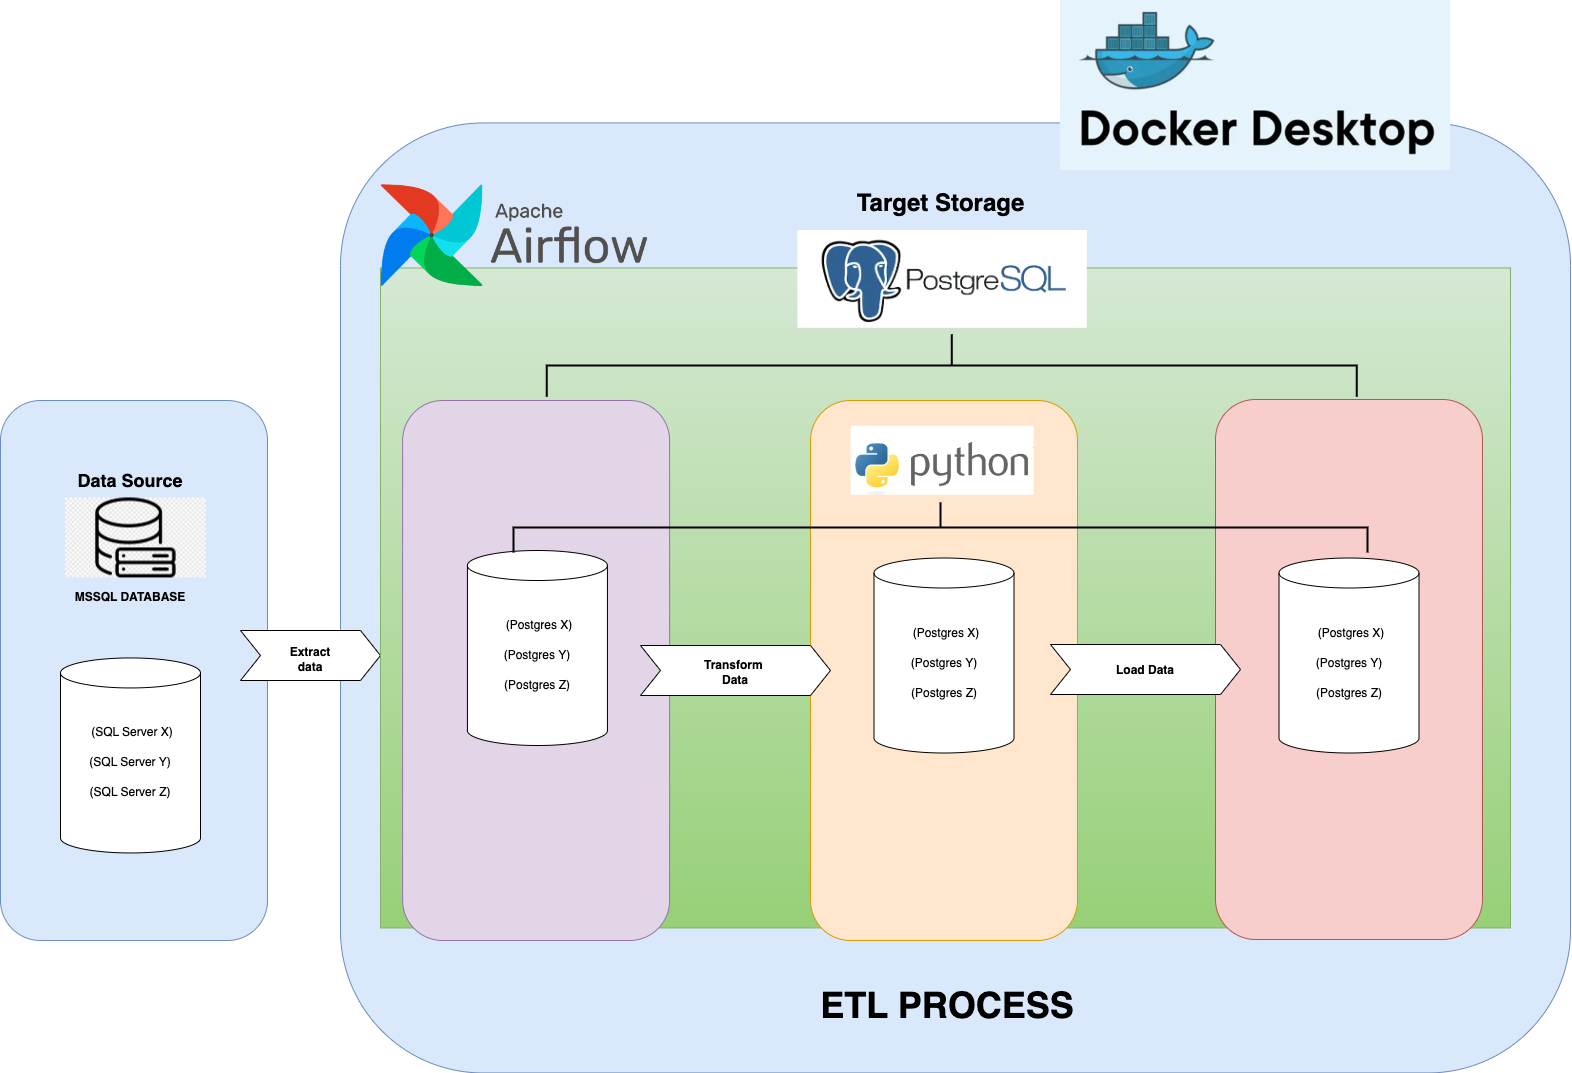 Docker Desktop
Apache
Airflow
Target Storage
PostgreSQL
python
Data Source
MSSQL DATABASE
(SQL Server X)
(SQL Server Y)
(SQL Server Z)
Extract
data
(Postgres X)
(Postgres Y)
(Postgres Z)
Transform
Data
(Postgres X)
(Postgres Y)
(Postgres Z)
Load Data
(Postgres X)
(Postgres Y)
(Postgres Z)
ETL PROCESS